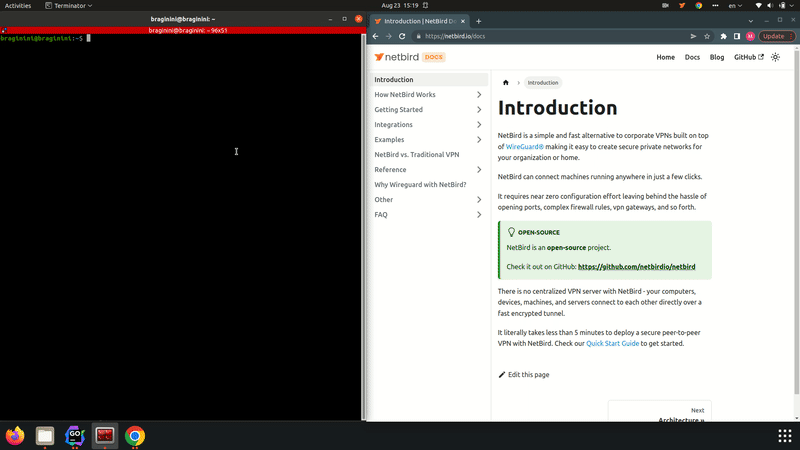 Activities
Terminator
Aug 23 15:19
en
braginini@braginini: ~
braginini@braginini: ~ 96x51
braginini@braginini:~$
Introduction | NetBird Do
https://netbird.io/docs
Update
netbird DOCS
Home
Docs
Blog
GitHub
Introduction
How NetBird Works
Getting Started
Integrations
Examples
NetBird vs. Traditional VPN
Reference
Why Wireguard with NetBird?
Other
FAQ
Introduction
Introduction
NetBird is a simple and fast alternative to corporate VPNs built on top
of WireGuard® making it easy to create secure private networks for
your organization or home.
NetBird can connect machines running anywhere in just a few clicks.
It requires near zero configuration effort leaving behind the hassle of
opening ports, complex firewall rules, vpn gateways, and so forth.
OPEN-SOURCE
NetBird is an open-source project.
Check it out on GitHub: https://github.com/netbirdio/netbird
There is no centralized VPN server with NetBird - your computers,
devices, machines, and servers connect to each other directly over a
fast encrypted tunnel.
It literally takes less than 5 minutes to deploy a secure peer-to-peer
VPN with NetBird. Check our Quick Start Guide to get started.
Edit this page
Next
Architecture »
GO